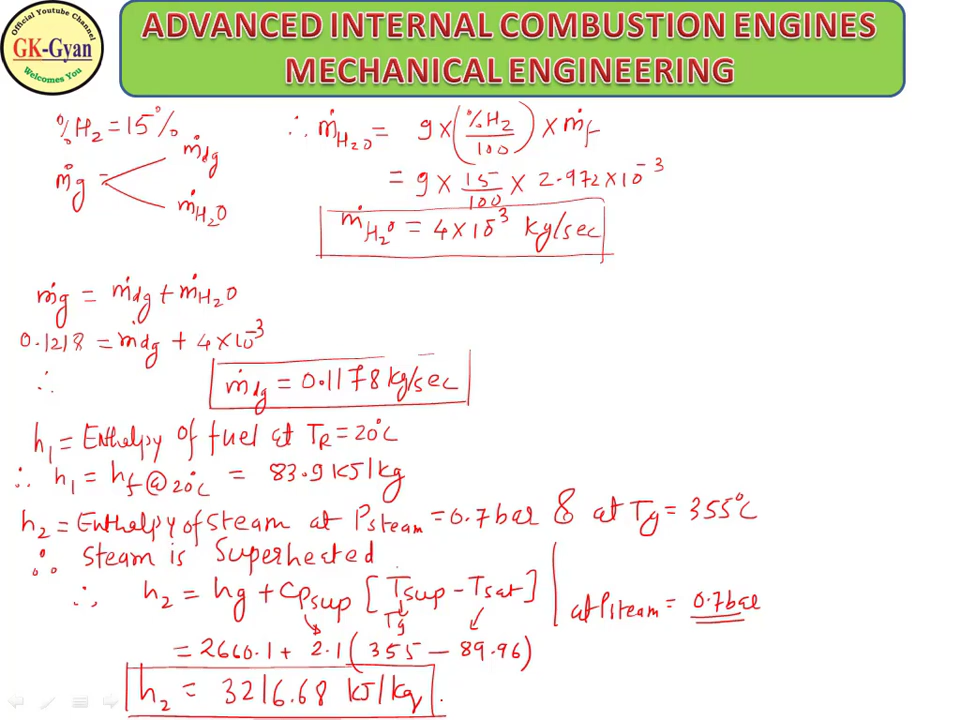 Official Youtube Channel
GK-Gyan
Welcomes You
ADVANCED INTERNAL COMBUSTION ENGINES
MECHANICAL ENGINEERING
%H₂ = 15%
ṁg = ṁdg
ṁH₂O
∴ ṁH₂O = 9 × (%H₂/100) × ṁf
= 9 × 15/100 × 2.972 × 10⁻³
ṁH₂O = 4 × 10⁻³ kg/sec
ṁg = ṁdg + ṁH₂O
0.1218 = ṁdg + 4 × 10⁻³
∴ ṁdg = 0.1178 kg/sec
h₁ = Enthalpy of fuel at TR = 20°C
∴ h₁ = hf @ 20°C = 83.9 kJ/kg
h₂ = Enthalpy of steam at Psteam = 0.7 bar & at Tg = 355°C
∴ Steam is Superheated
∴ h₂ = hg + Cpsup [Tsup - Tsat]
Tg
at Psteam = 0.7 bar
= 2660.1 + 2.1 (355 - 89.96)
h₂ = 3216.68 kJ/kg.